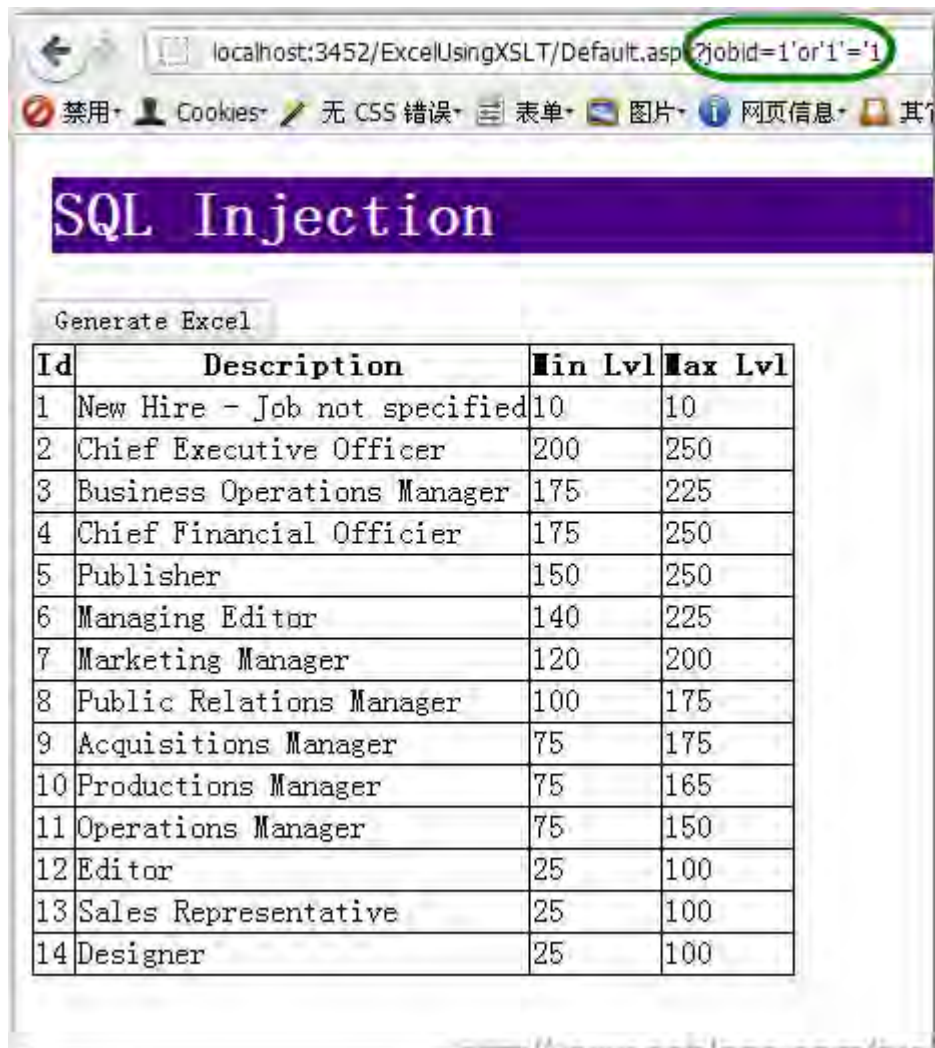 localhost:3452/ExcelUsingXSLT/Default.asp ?jobid=1'or'1'='1
禁用 Cookies 无 CSS 错误 表单 图片 网页信息
SQL Injection
Generate Excel
Id Description Min Lvl Max Lvl
1 New Hire - Job not specified 10 10
2 Chief Executive Officer 200 250
3 Business Operations Manager 175 225
4 Chief Financial Officier 175 250
5 Publisher 150 250
6 Managing Editor 140 225
7 Marketing Manager 120 200
8 Public Relations Manager 100 175
9 Acquisitions Manager 75 175
10 Productions Manager 75 165
11 Operations Manager 75 150
12 Editor 25 100
13 Sales Representative 25 100
14 Designer 25 100